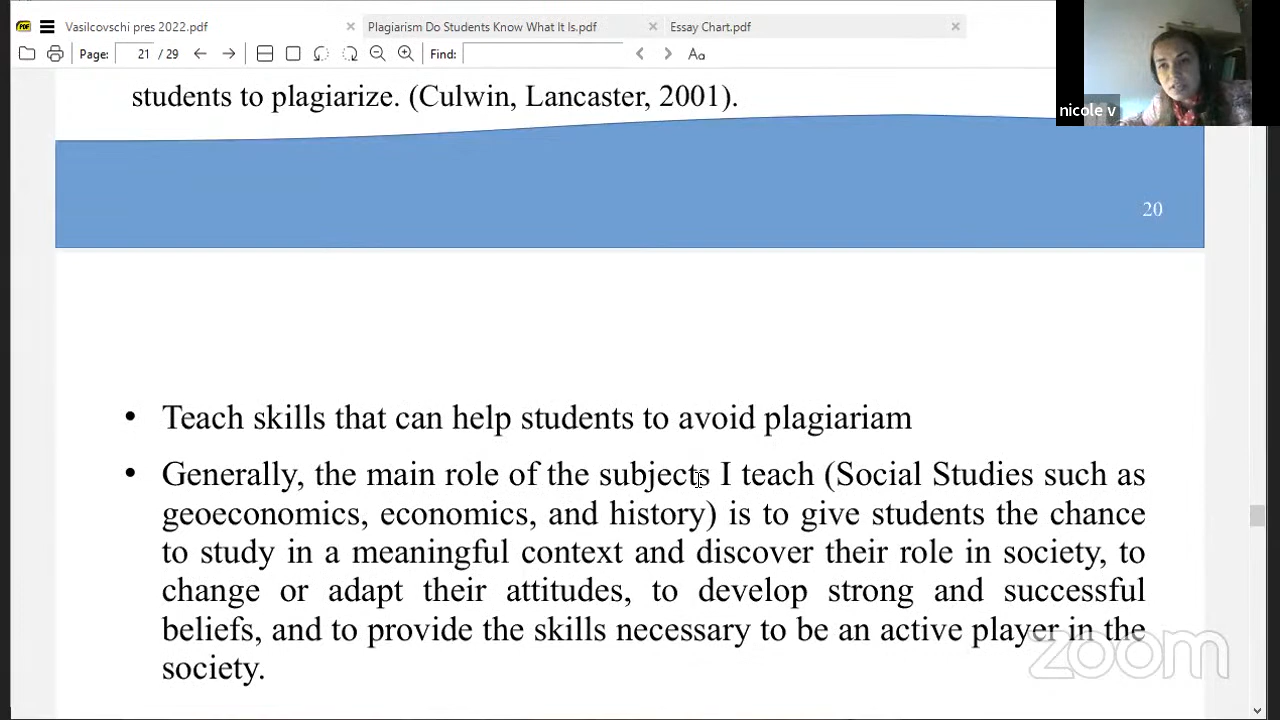 Vasilcovschi pres 2022.pdf
Plagiarism Do Students Know What It Is.pdf
Essay Chart.pdf
Page: 21 / 29
Find:
Aa
nicole v
students to plagiarize. (Culwin, Lancaster, 2001).
20
• Teach skills that can help students to avoid plagiariam
• Generally, the main role of the subjects I teach (Social Studies such as
geoeconomics, economics, and history) is to give students the chance
to study in a meaningful context and discover their role in society, to
change or adapt their attitudes, to develop strong and successful
beliefs, and to provide the skills necessary to be an active player in the
society.
zoom